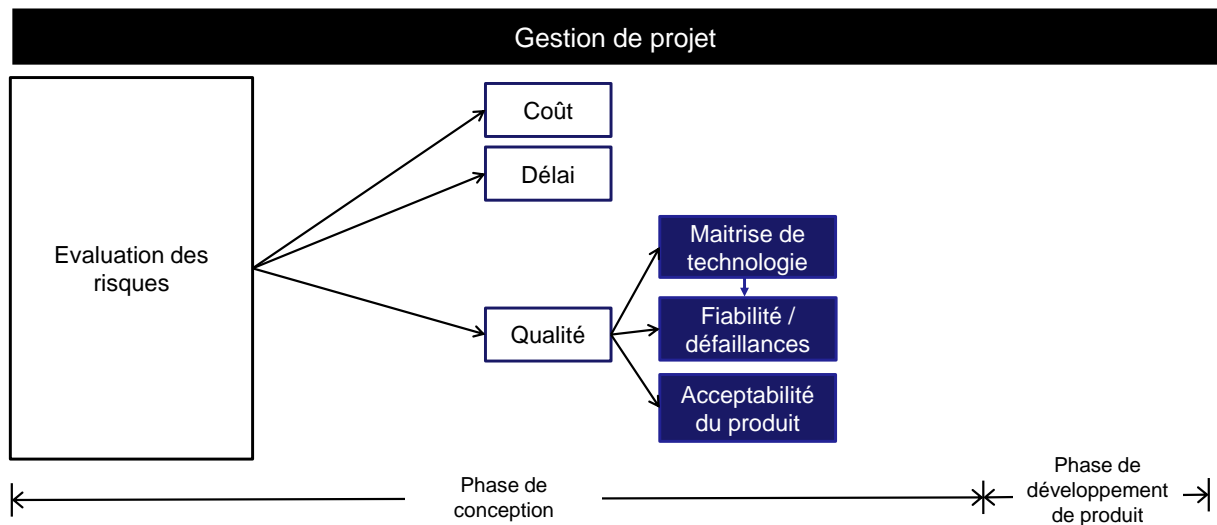 Gestion de projet
Coût
Délai
Evaluation des
risques
Maitrise de
technologie
Qualité
Fiabilité /
défaillances
Acceptabilité
du produit
Phase de
conception
Phase de
développement
de produit